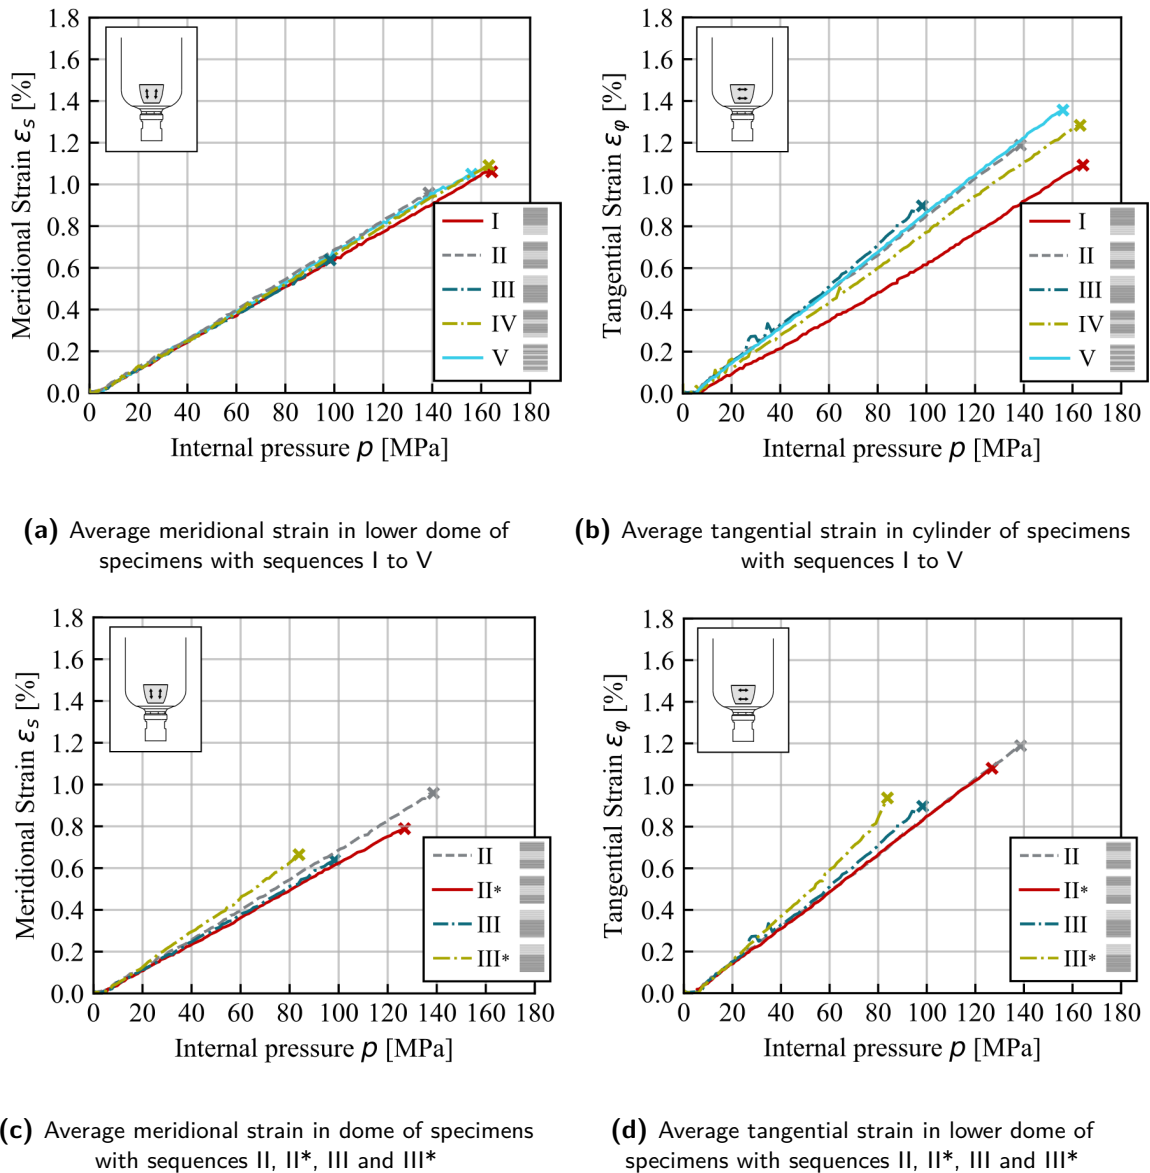 1.8
1.6
1.4
1.2
1.0
0.8
0.6
0.4
0.2
0.0
Meridional Strain εs [%]
I
II
III
IV
V
0 20 40 60 80 100 120 140 160 180
Internal pressure p [MPa]
(a) Average meridional strain in lower dome of
specimens with sequences I to V
1.8
1.6
1.4
1.2
1.0
0.8
0.6
0.4
0.2
0.0
Tangential Strain εφ [%]
I
II
III
IV
V
0 20 40 60 80 100 120 140 160 180
Internal pressure p [MPa]
(b) Average tangential strain in cylinder of specimens
with sequences I to V
1.8
1.6
1.4
1.2
1.0
0.8
0.6
0.4
0.2
0.0
Meridional Strain εs [%]
II
II*
III
III*
0 20 40 60 80 100 120 140 160 180
Internal pressure p [MPa]
(c) Average meridional strain in dome of specimens
with sequences II, II*, III and III*
1.8
1.6
1.4
1.2
1.0
0.8
0.6
0.4
0.2
0.0
Tangential Strain εφ [%]
II
II*
III
III*
0 20 40 60 80 100 120 140 160 180
Internal pressure p [MPa]
(d) Average tangential strain in lower dome of
specimens with sequences II, II*, III and III*